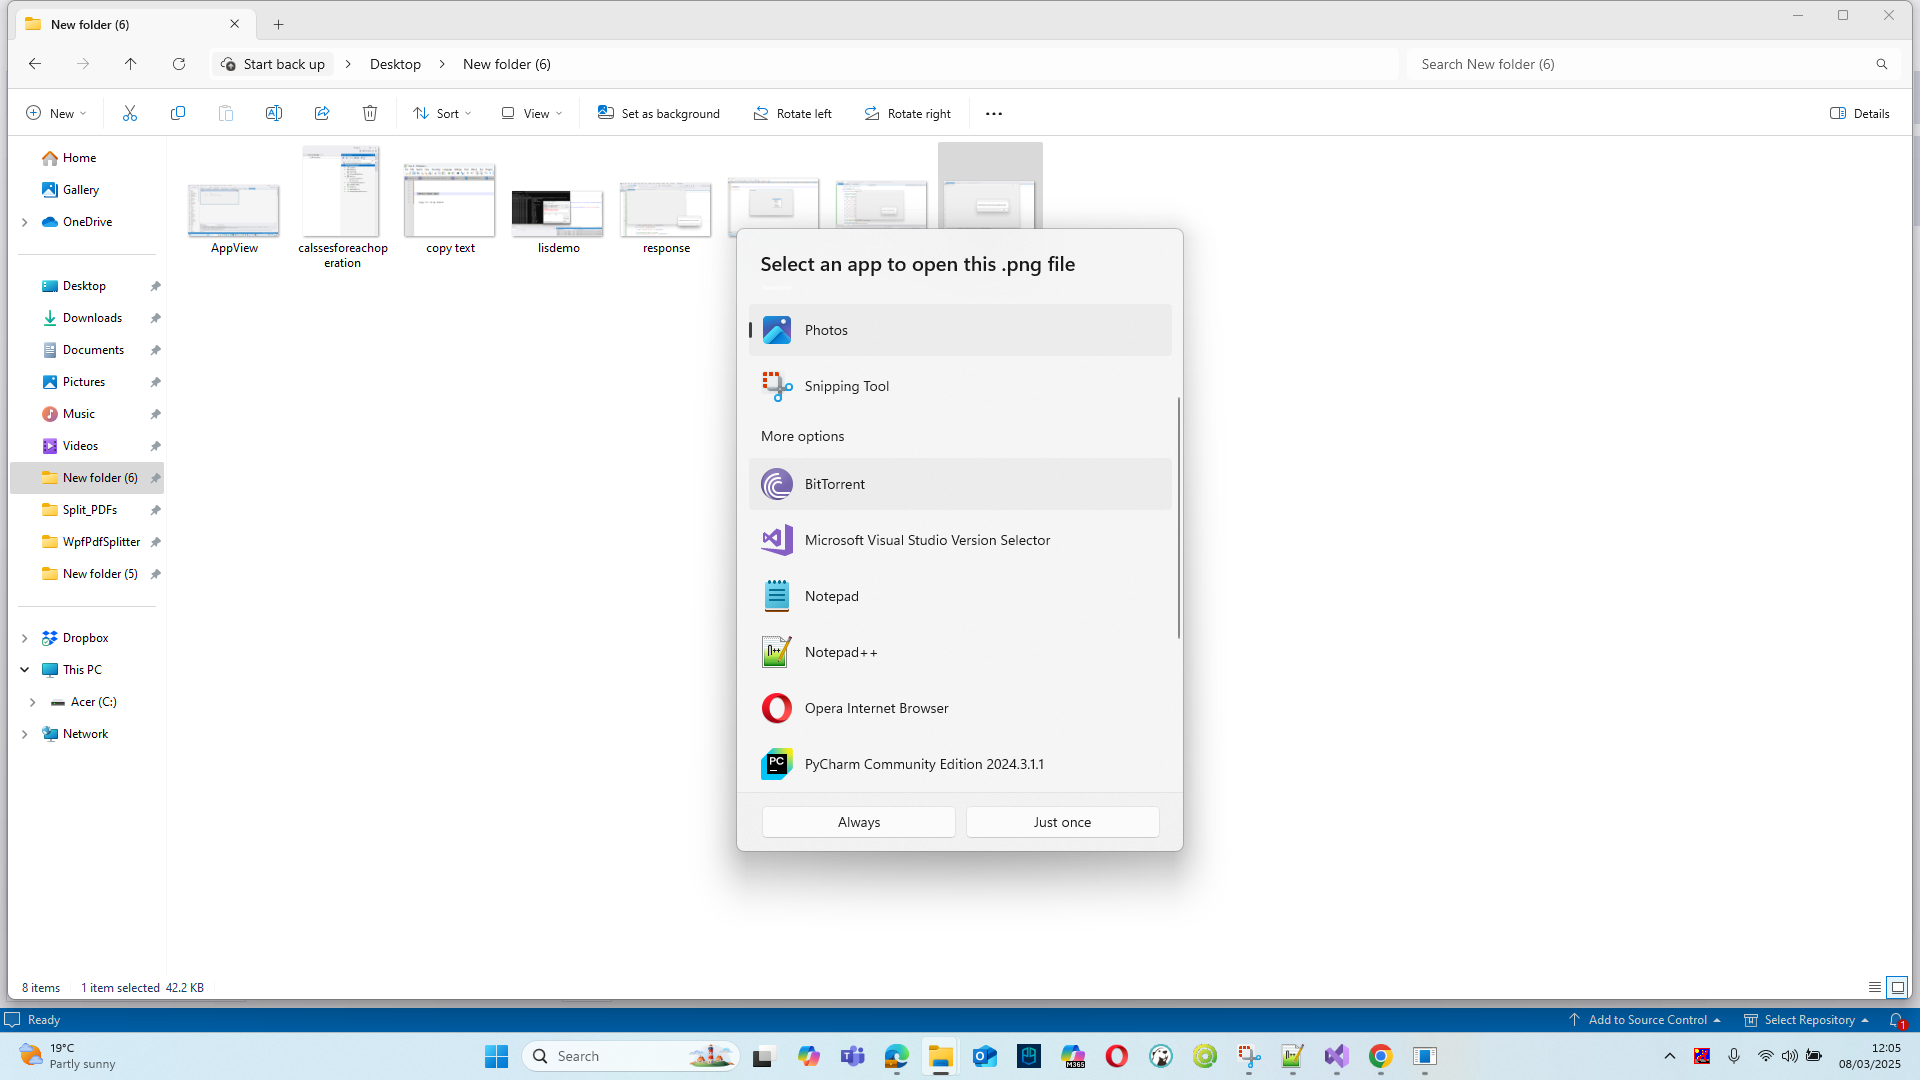 New folder (6)
Start back up
Desktop
New folder (6)
Search New folder (6)
New
Sort
View
Set as background
Rotate left
Rotate right
Details
Home
Gallery
OneDrive
Desktop
Downloads
Documents
Pictures
Music
Videos
New folder (6)
Split_PDFs
WpfPdfSplitter
New folder (5)
Dropbox
This PC
Acer (C:)
Network
AppView
calssesforeachop
eration
copy text
lisdemo
response
Select an app to open this .png file
Photos
Snipping Tool
More options
BitTorrent
Microsoft Visual Studio Version Selector
Notepad
Notepad++
Opera Internet Browser
PC
PyCharm Community Edition 2024.3.1.1
Always
Just once
8 items
1 item selected 42.2 KB
Ready
Add to Source Control
Select Repository
1
19°C
Partly sunny
Search
M365
12:05
08/03/2025